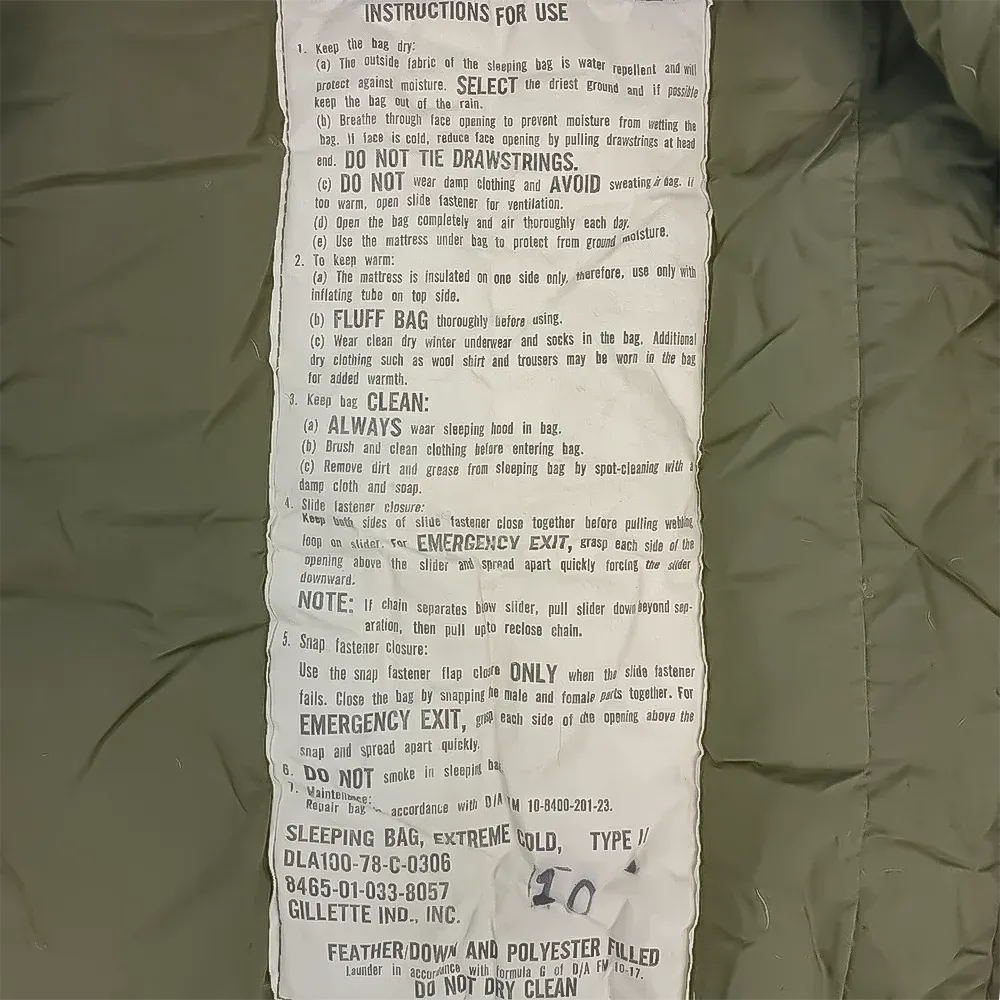 INSTRUCTIONS FOR USE
1. Keep the bag dry:
(a) The outside fabric of the sleeping bag is water repellent and will
protect against moisture. SELECT the driest ground and if possible
keep the bag out of the rain.
(b) Breathe through face opening to prevent moisture from wetting the
bag. If face is cold, reduce face opening by pulling drawstrings at head
end. DO NOT TIE DRAWSTRINGS.
(c) DO NOT wear damp clothing and AVOID sweating bag. If
too warm, open slide fastener for ventilation.
(d) Open the bag completely and air thoroughly each day.
(e) Use the mattress under bag to protect from ground moisture.
2. To keep warm:
(a) The mattress is insulated on one side only, therefore, use only with
inflating tube on top side.
(b) FLUFF BAG thoroughly before using.
(c) Wear clean dry winter underwear and socks in the bag. Additional
dry clothing such as wool shirt and trousers may be worn in the bag
for added warmth.
3. Keep bag CLEAN:
(a) ALWAYS wear sleeping hood in bag.
(b) Brush and clean clothing before entering bag.
(c) Remove dirt and grease from sleeping bag by spot-cleaning with a
damp cloth and soap.
4. Slide fastener closure:
Keep both sides of slide fastener close together before pulling webbing
loop on slider. For EMERGENCY EXIT, grasp each side of the
opening above the slider and spread apart quickly forcing the slider
downward.
NOTE: If chain separates blow slider, pull slider down beyond sep-
aration, then pull up to reclose chain.
5. Snap fastener closure:
Use the snap fastener flap closure ONLY when the slide fastener
fails. Close the bag by snapping he male and fomale parts together. For
EMERGENCY EXIT, grasp each side of the opening above the
snap and spread apart quickly.
6. DO NOT smoke in sleeping bag
7. Maintenance:
Repair bag accordance with D/A M 10-8400-201-23.
SLEEPING BAG, EXTREME COLD, TYPE II
DLA100-78-C-0306
8465-01-033-8057
10
GILLETTE IND., INC.
FEATHER/DOWN AND POLYESTER FILLED
Launder in accordance with formula G of D/A FM 10-17.
DO NOT DRY CLEAN